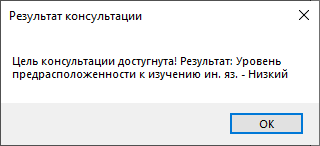 Результат консультации
Цель консультации достугнута! Результат: Уровень
предрасположенности к изучению ин. яз. - Низкий
OK